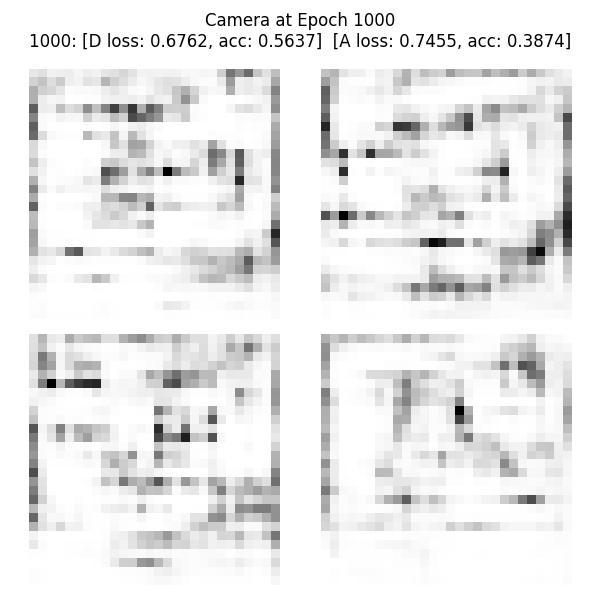 Camera at Epoch 1000
1000: [D loss: 0.6762, acc: 0.5637]  [A loss: 0.7455, acc: 0.3874]